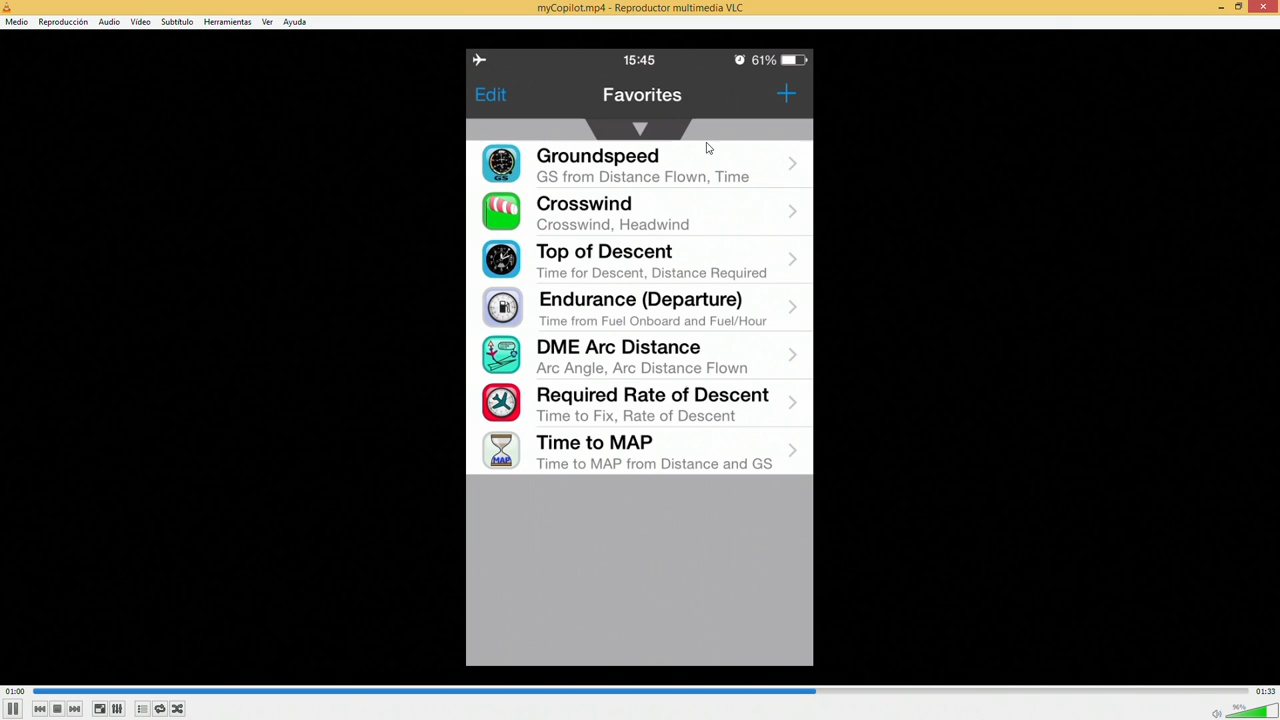 myCopilot.mp4 - Reproductor multimedia VLC
Medio Reproducción Audio Vídeo Subtítulo Herramientas Ver Ayuda
15:45 61%
Edit Favorites +
GS
Groundspeed
GS from Distance Flown, Time
Crosswind
Crosswind, Headwind
Top of Descent
Time for Descent, Distance Required
Endurance (Departure)
Time from Fuel Onboard and Fuel/Hour
DME Arc Distance
Arc Angle, Arc Distance Flown
Required Rate of Descent
Time to Fix, Rate of Descent
MAP
Time to MAP
Time to MAP from Distance and GS
01:00 01:33
96%